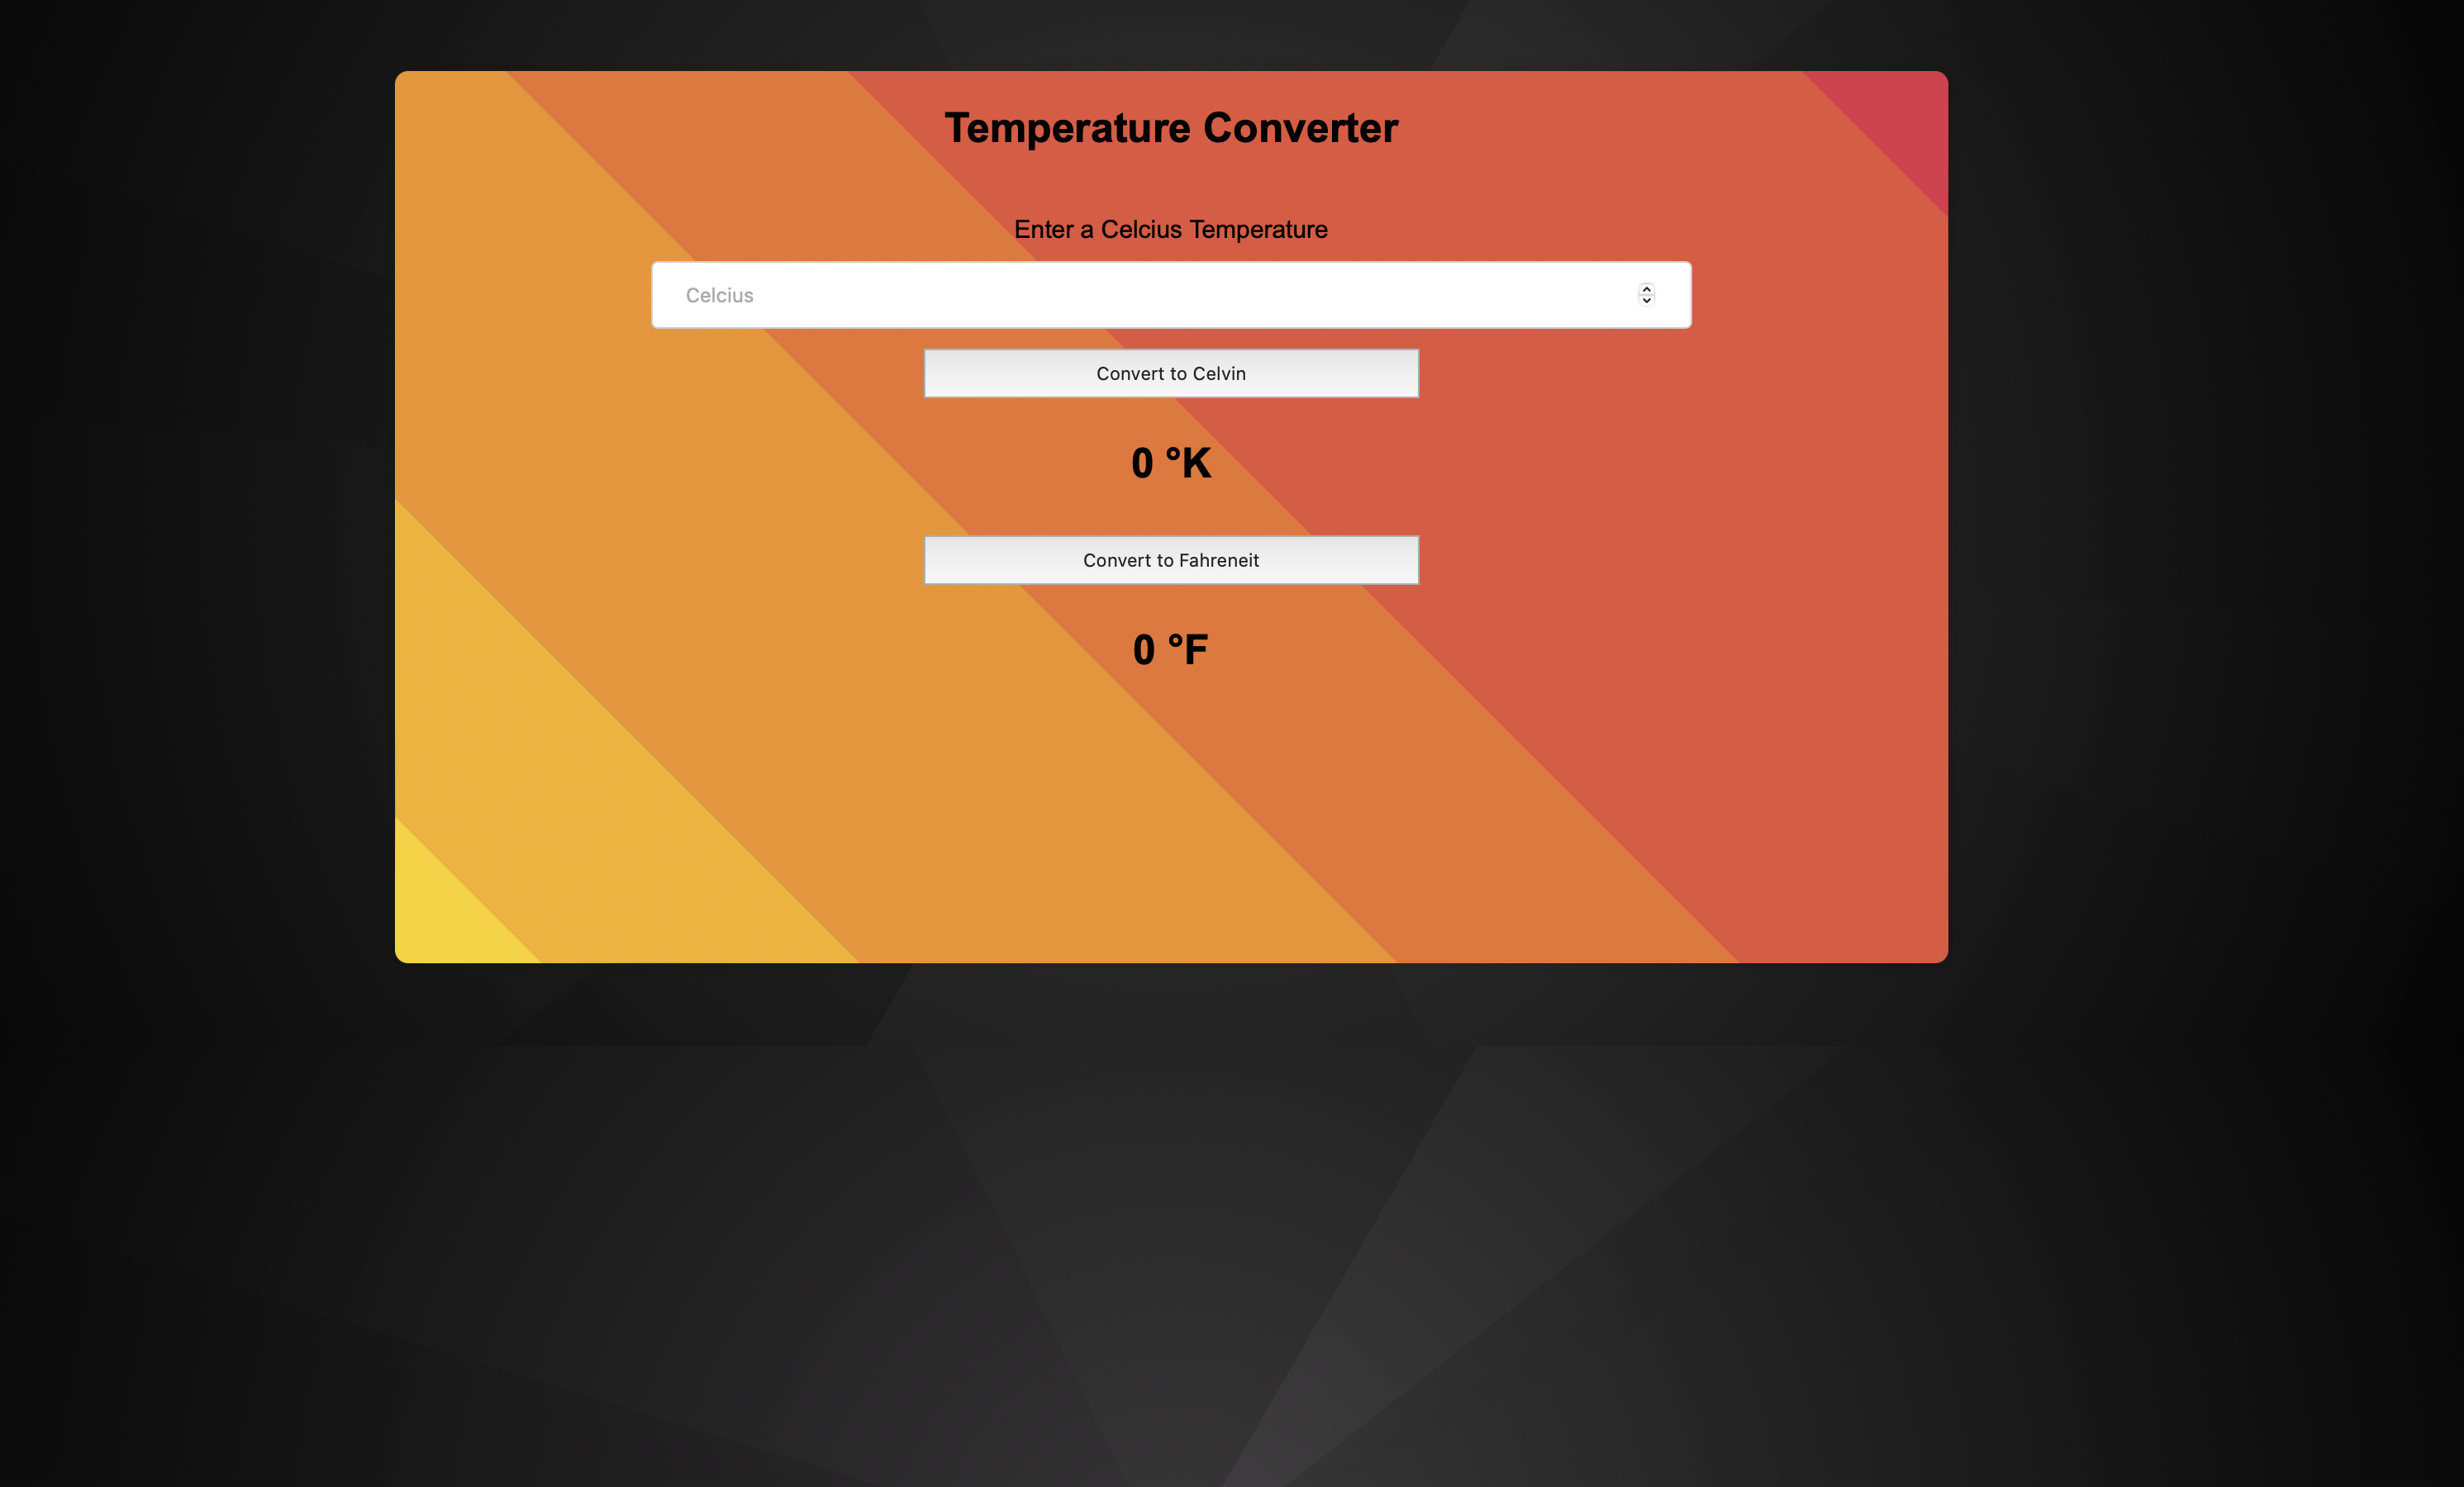 Temperature Converter
Enter a Celcius Temperature
Celcius
Convert to Celvin
0 °K
Convert to Fahreneit
0 °F